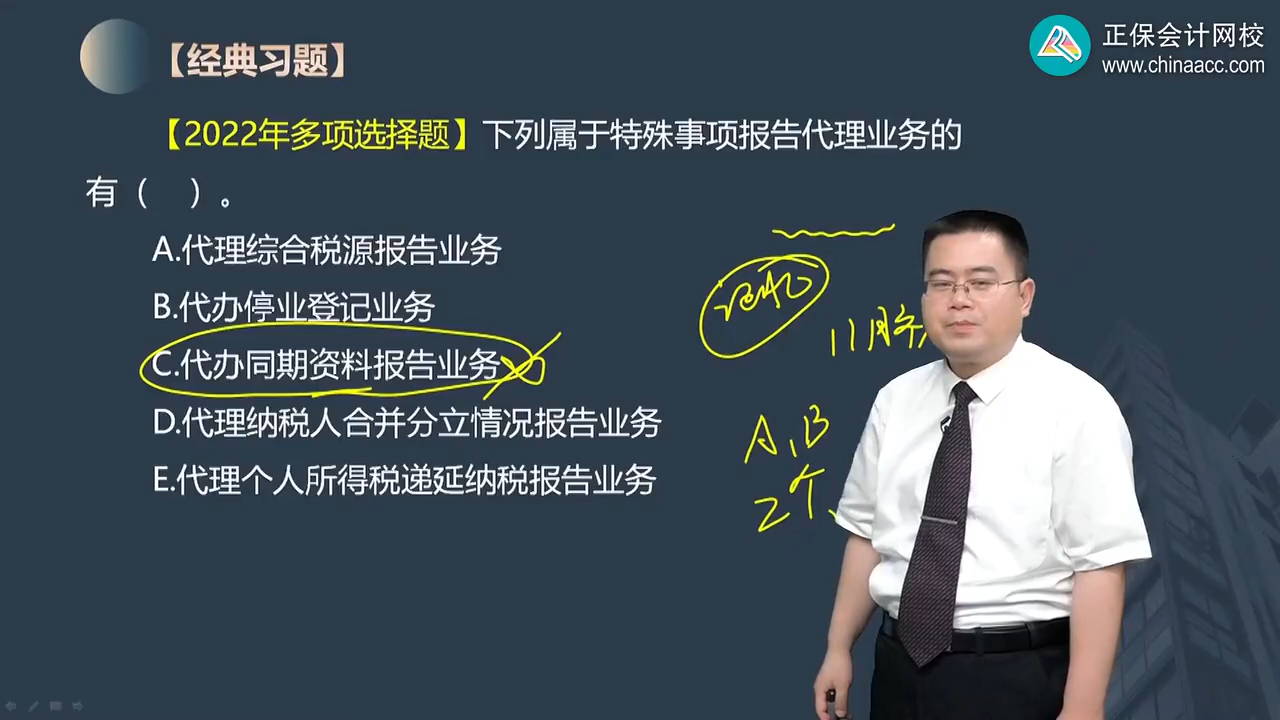 【经典习题】
正保会计网校
www.chinaacc.com
【2022年多项选择题】下列属于特殊事项报告代理业务的
有（ ）。
A.代理综合税源报告业务
B.代办停业登记业务
C.代办同期资料报告业务
D.代理纳税人合并分立情况报告业务
E.代理个人所得税递延纳税报告业务
11月
A、B
2个、